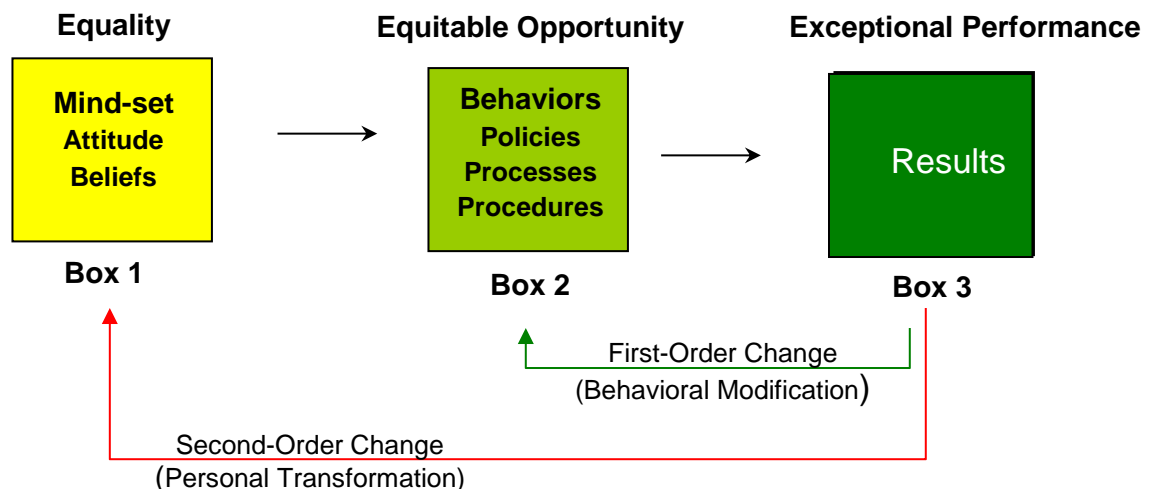 Equality
Equitable Opportunity
Exceptional Performance
Mind-set
Attitude
Beliefs
Behaviors
Policies
Processes
Procedures
Results
Box 1
Box 2
Box 3
First-Order Change
(Behavioral Modification)
Second-Order Change
(Personal Transformation)